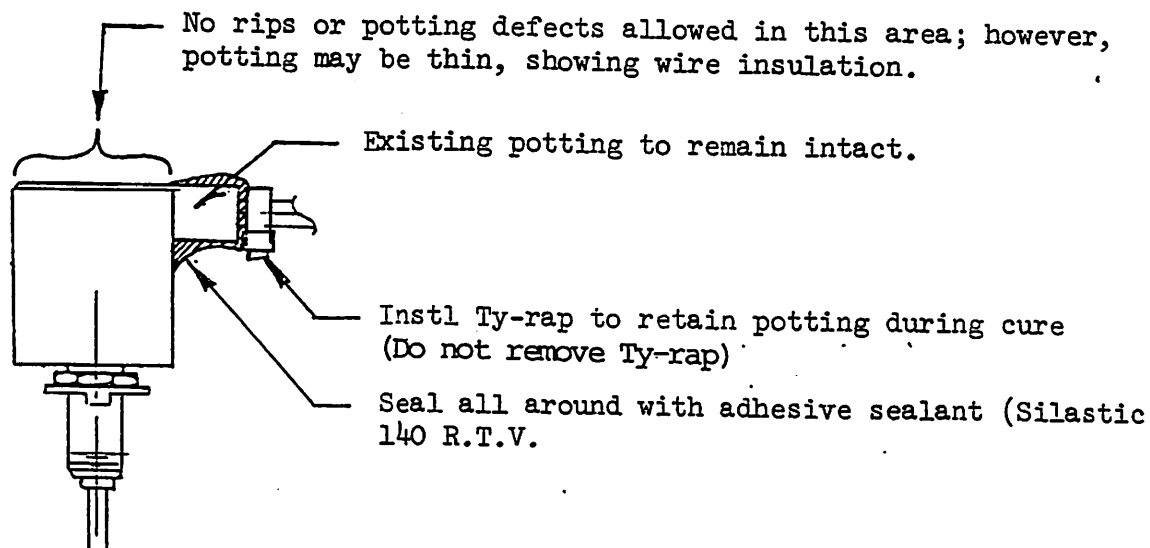 No rips or potting defects allowed in this area; however,
potting may be thin, showing wire insulation.
Existing potting to remain intact.
Instl Ty-rap to retain potting during cure
(Do not remove Ty-rap)
Seal all around with adhesive sealant (Silastic
140 R.T.V.